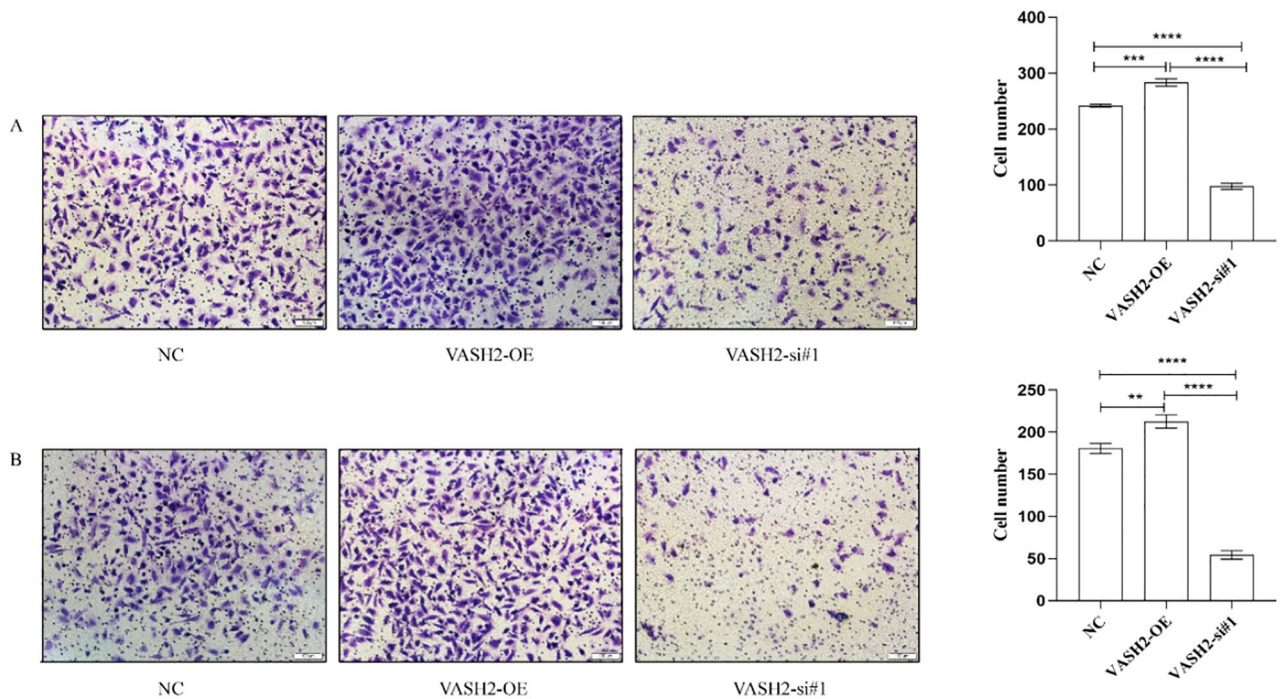 A
NC
VASH2-OE
VASH2-si#1
400
300
200
100
0
Cell number
****
***
****
NC
VASH2-OE
VASH2-si#1
B
NC
VASH2-OE
VASH2-si#1
250
200
150
100
50
0
Cell number
****
**
****
NC
VASH2-OE
VASH2-si#1